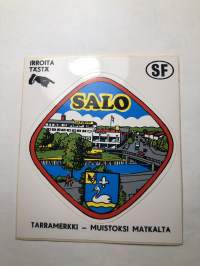 IRROITA
TÄSTÄ
SF
SALO
TARRAMERKKI – MUISTOKSI MATKALTA